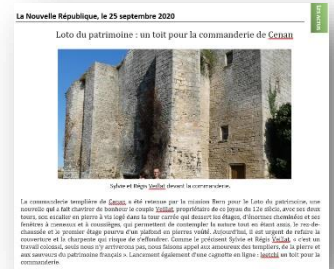 La Nouvelle République, le 25 septembre 2020
Loto du patrimoine : un toit pour la commanderie de Cenan
Sylvie et Régis Veillat devant la commanderie.
La commanderie templière de Cenan a été retenue par la mission Bern pour le Loto du patrimoine, une
nouvelle qui a fait chavirer de bonheur le couple Veillat, propriétaire de ce joyau du 12e siècle, avec ses deux
tours, son escalier en pierre à vis logé dans la tour carrée qui dessert les étages, d'énormes cheminées et ses
fenêtres à meneaux et à coussièges, qui permettent de contempler la nature tout en étant assis, le rez-de-
chaussée et le premier étage pourvu d'un plafond en pierres voûté. Aujourd'hui, il est urgent de refaire la
couverture et la charpente qui risque de s'effondrer. Comme le précisent Sylvie et Régis Veillat, « c'est un
travail colossal, seuls nous n'y arriverons pas, nous faisons appel aux amoureux des templiers, de la pierre et
aux sauveurs du patrimoine français ». Lancement également d'une cagnotte en ligne : leetchi un toit pour la
commanderie.